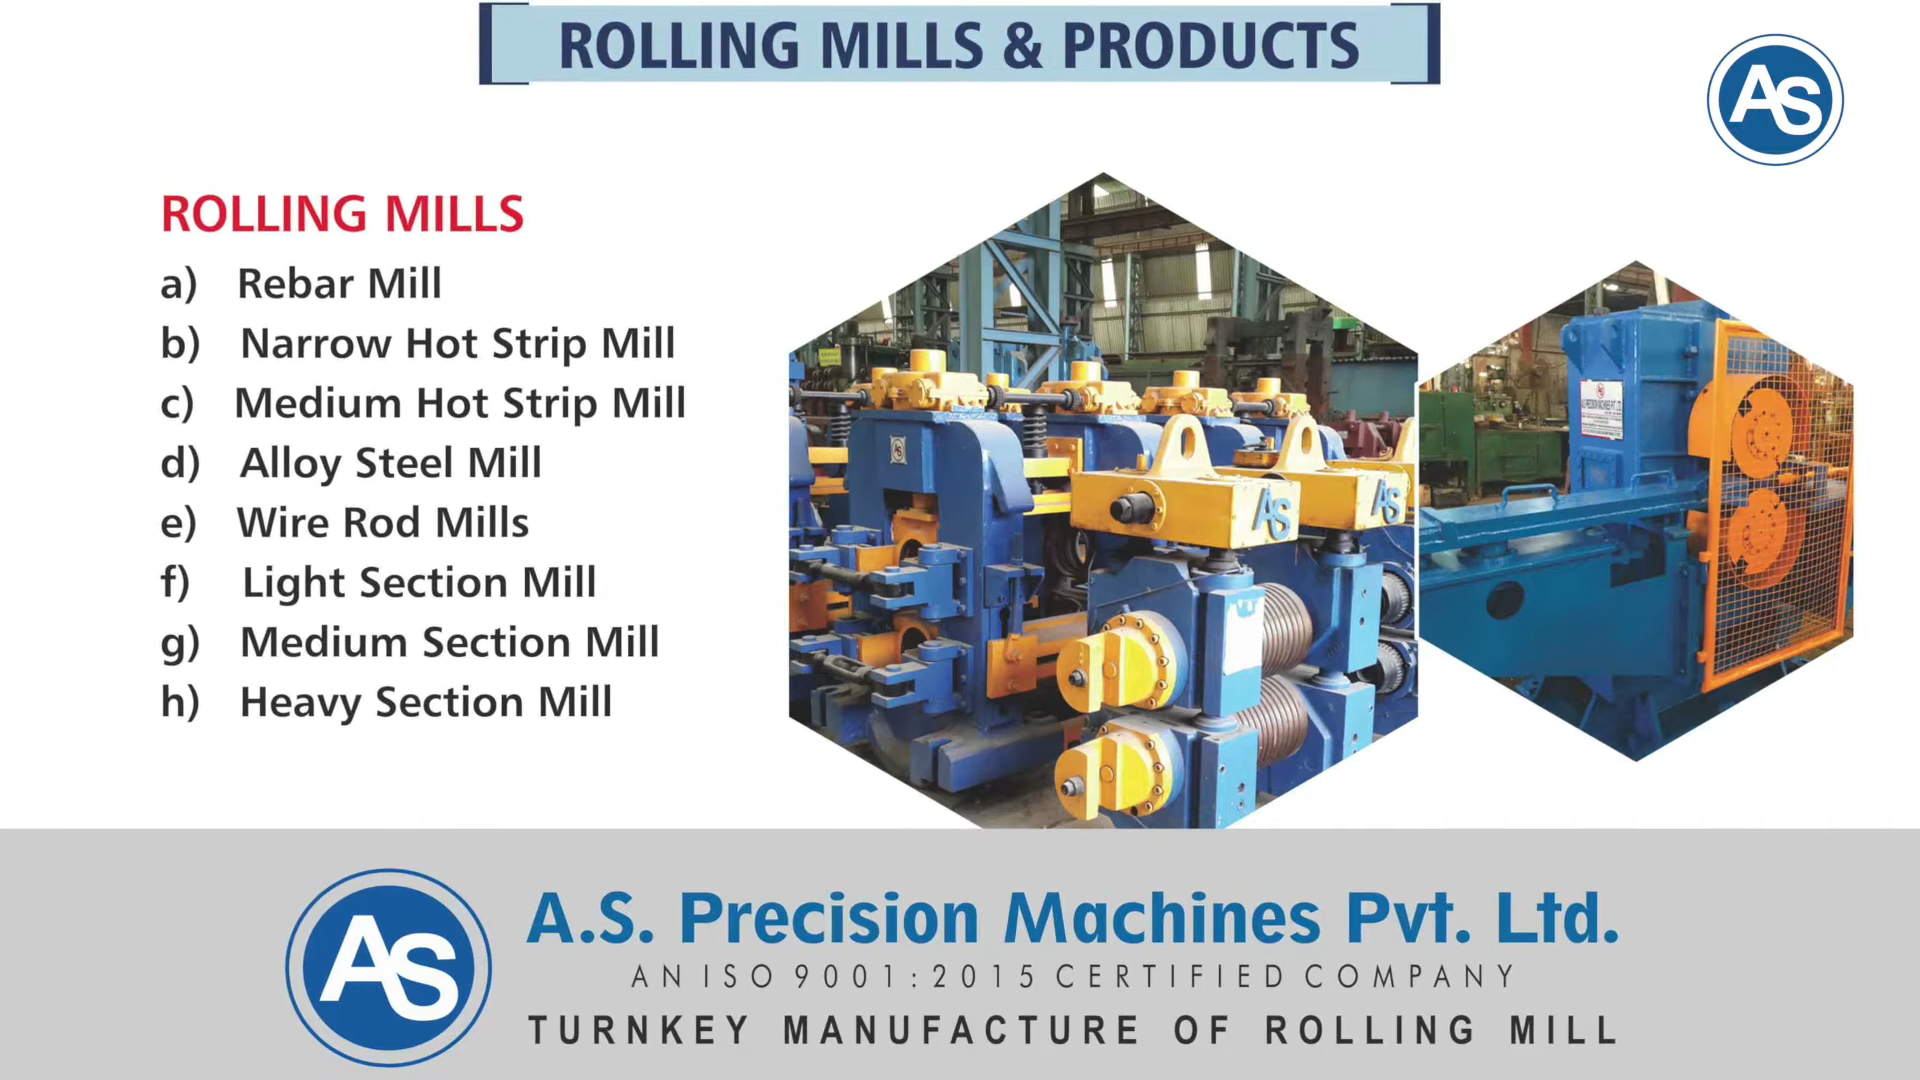 ROLLING MILLS & PRODUCTS
AS
ROLLING MILLS
a) Rebar Mill
b) Narrow Hot Strip Mill
c) Medium Hot Strip Mill
d) Alloy Steel Mill
e) Wire Rod Mills
f) Light Section Mill
g) Medium Section Mill
h) Heavy Section Mill
AS
AS
AS
A.S. Precision Machines Pvt. Ltd.
AN ISO 9001:2015 CERTIFIED COMPANY
TURNKEY MANUFACTURE OF ROLLING MILL